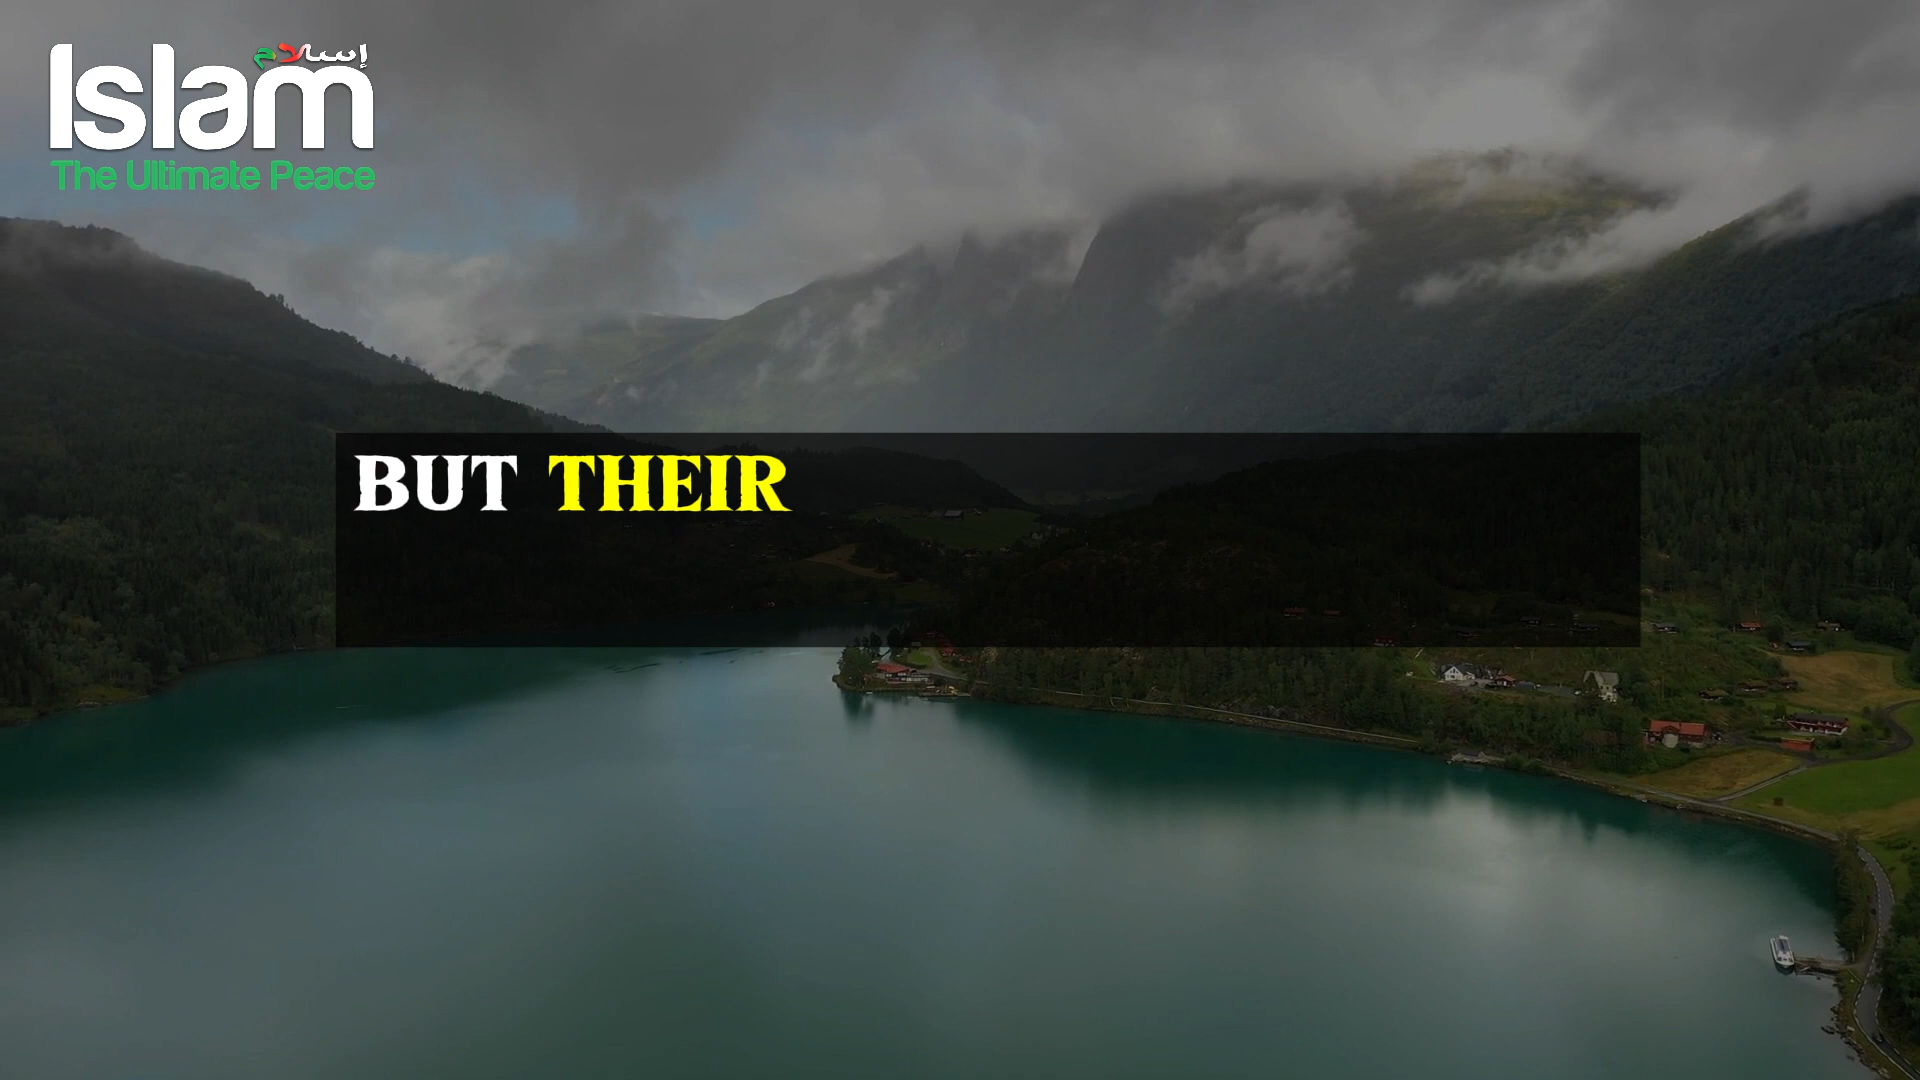 إسلام
Islam
The Ultimate Peace
BUT THEIR